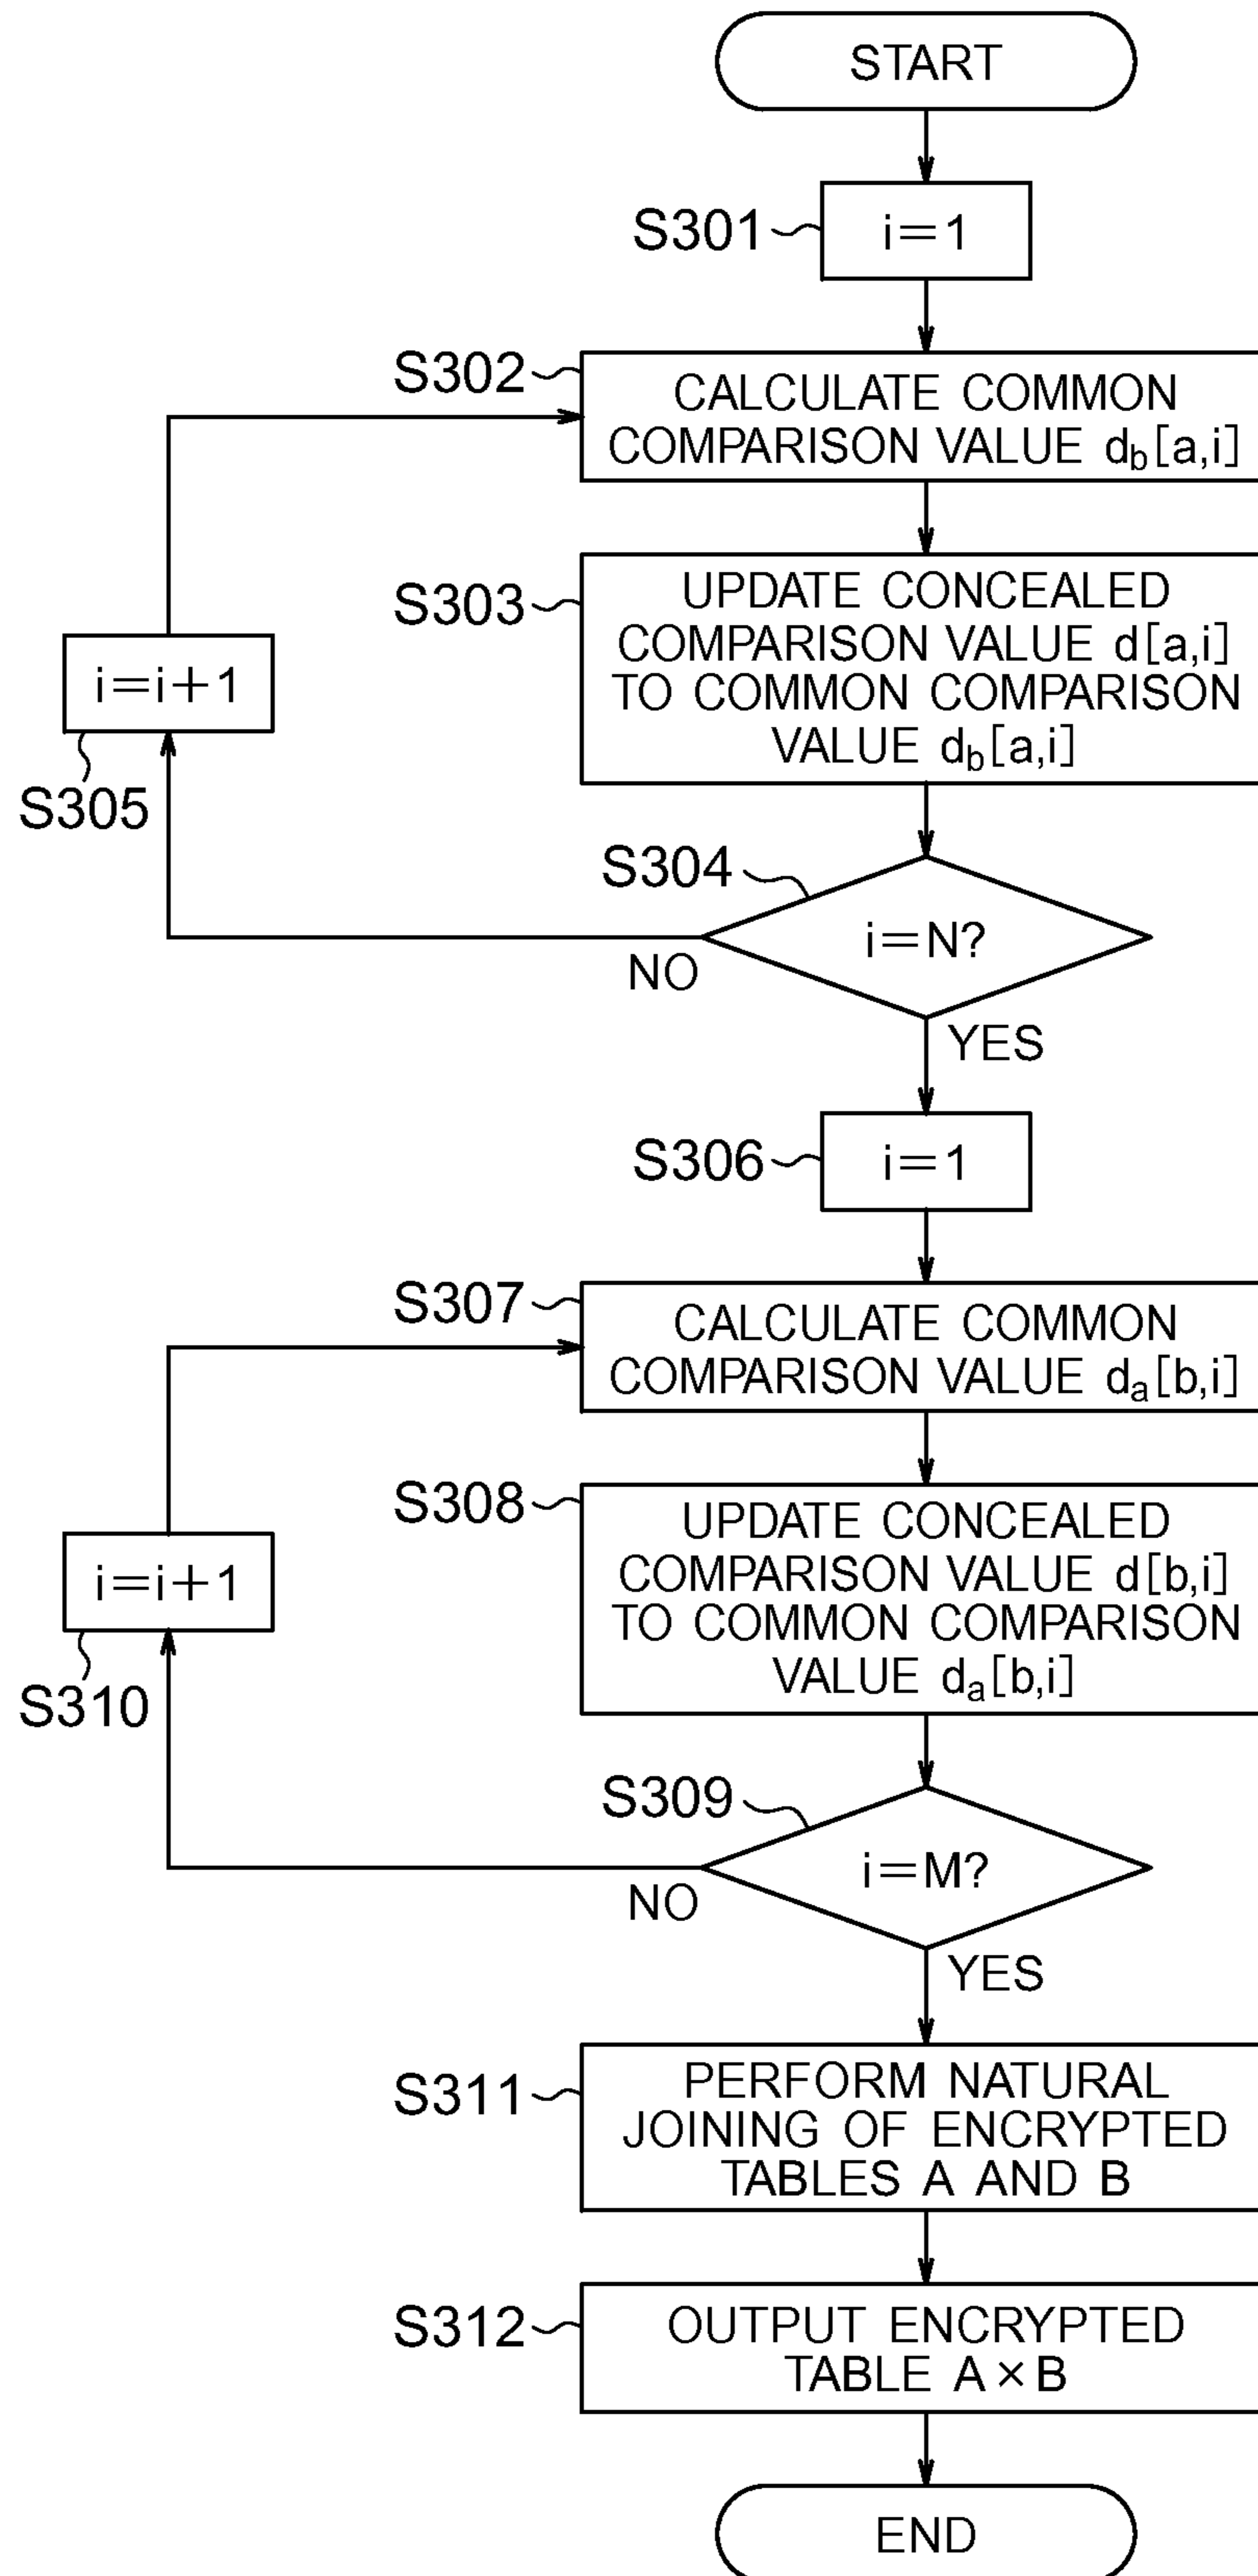 START
S301
i=1
S302
CALCULATE COMMON
COMPARISON VALUE d_b[a,i]
S303
UPDATE CONCEALED
COMPARISON VALUE d[a,i]
TO COMMON COMPARISON
VALUE d_b[a,i]
i=i+1
S305
S304
i=N?
NO
YES
S306
i=1
S307
CALCULATE COMMON
COMPARISON VALUE d_a[b,i]
S308
UPDATE CONCEALED
COMPARISON VALUE d[b,i]
TO COMMON COMPARISON
VALUE d_a[b,i]
i=i+1
S310
S309
i=M?
NO
YES
S311
PERFORM NATURAL
JOINING OF ENCRYPTED
TABLES A AND B
S312
OUTPUT ENCRYPTED
TABLE A×B
END